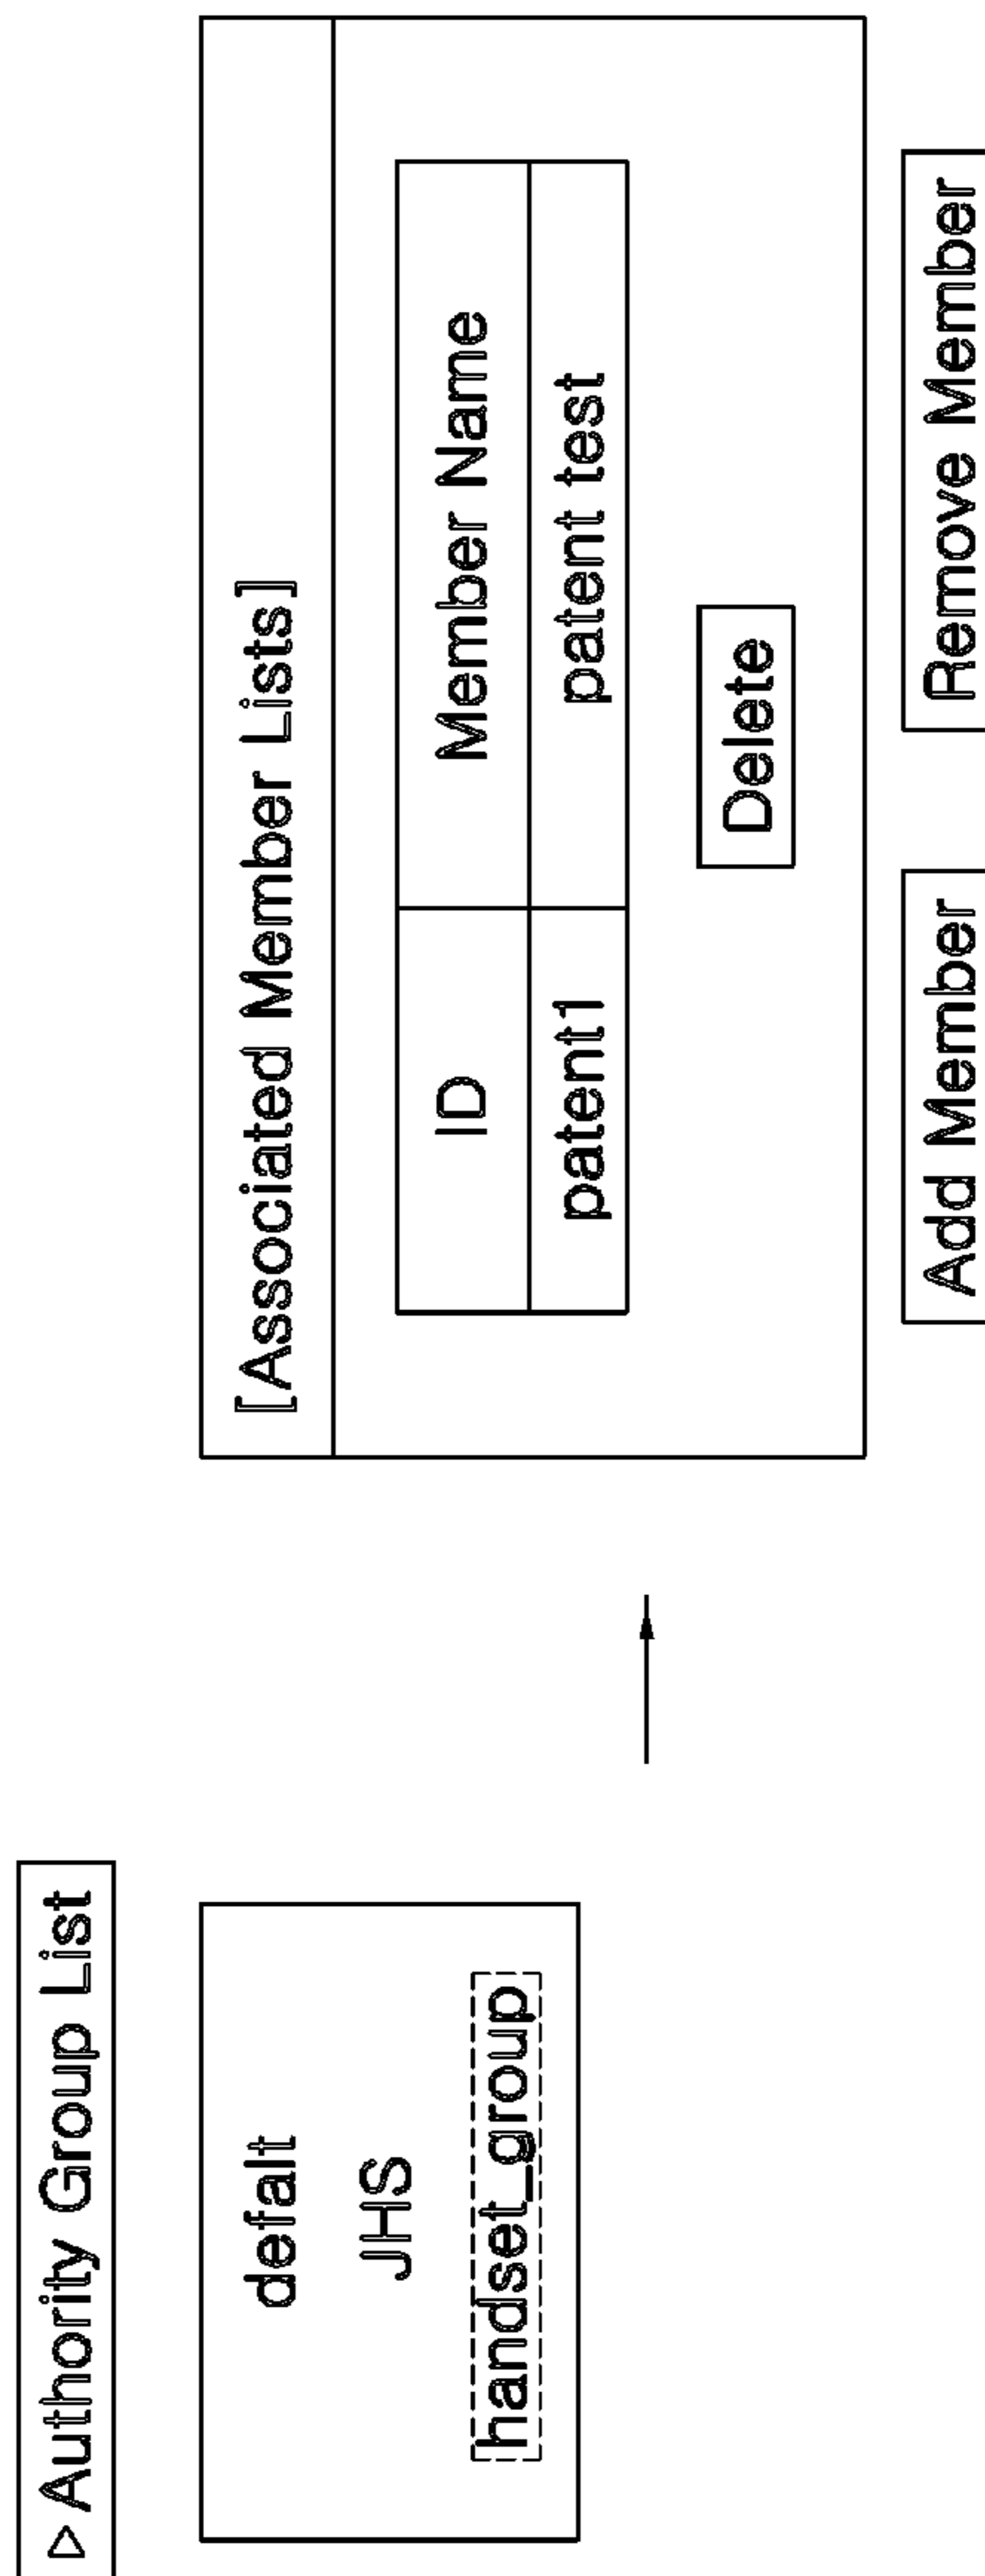 ▷Authority Group List
defalt
JHS
handset_group
[Associated Member Lists]
ID Member Name
patent1 patent test
Delete
Add Member Remove Member